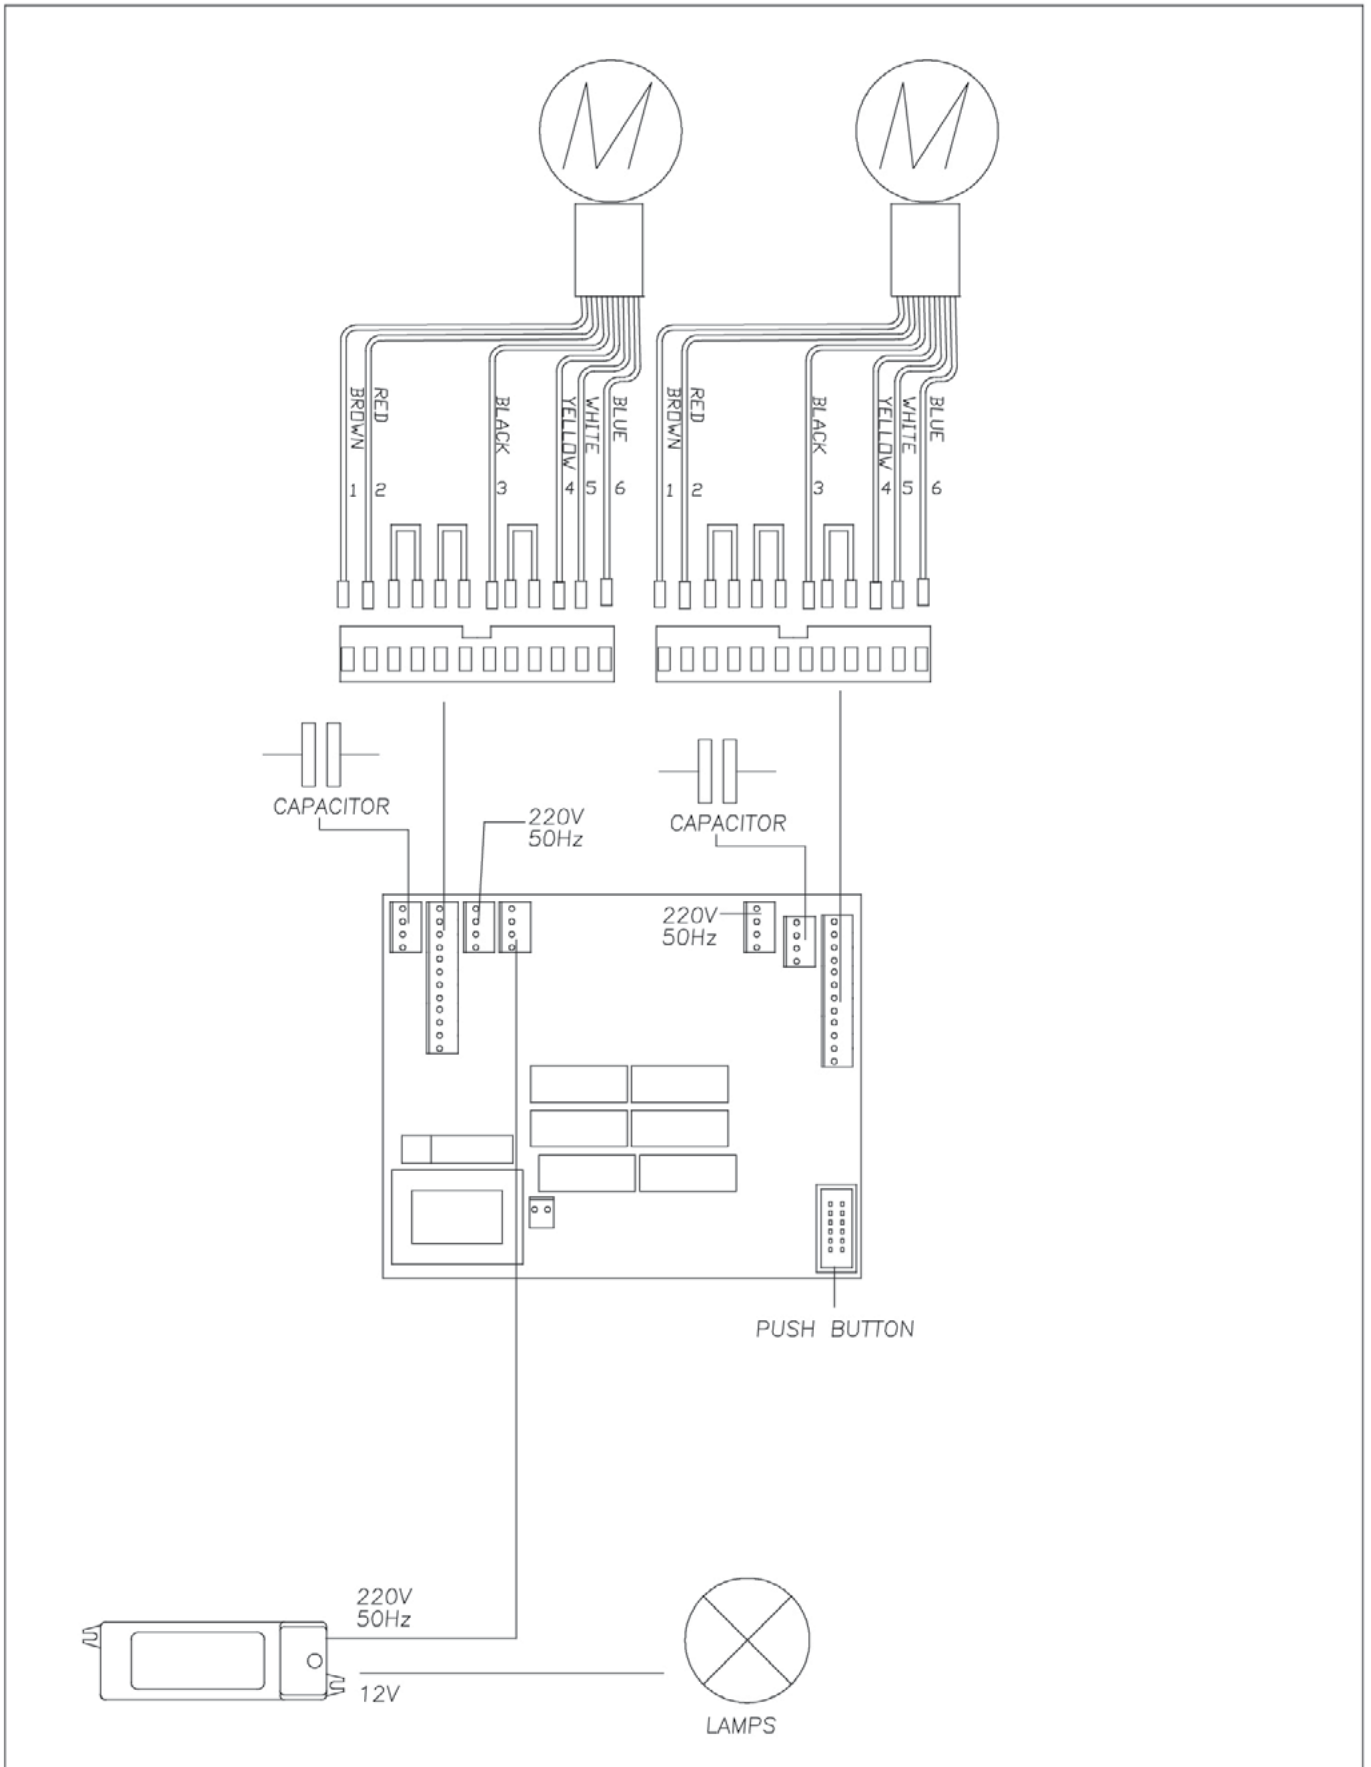 M M
BROWN RED BLACK YELLOW WHITE BLUE BROWN RED BLACK YELLOW WHITE BLUE
1 2 3 4 5 6 1 2 3 4 5 6
CAPACITOR
220V
50Hz
CAPACITOR
220V
50Hz
PUSH BUTTON
220V
50Hz
12V
LAMPS